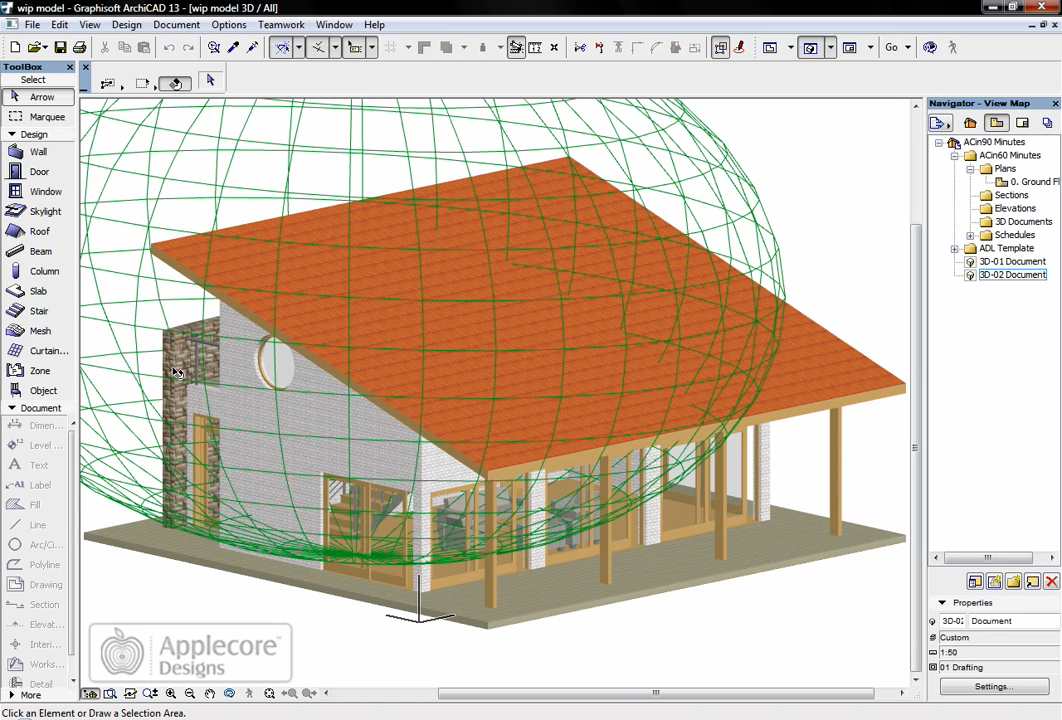 wip model - Graphisoft ArchiCAD 13 - [wip model 3D / All]
File Edit View Design Document Options Teamwork Window Help
ToolBox
Select
Arrow
Marquee
Design
Wall
Door
Window
Skylight
Roof
Beam
Column
Slab
Stair
Mesh
Curtain...
Zone
Object
Document
Dimen...
Level ...
Text
Label
Fill
Line
Arc/Ci...
Polyline
Drawing
Section
Elevat...
Interi...
Works...
Detail
More
Go
Navigator - View Map
ACin90 Minutes
ACin60 Minutes
Plans
0. Ground Fl
Sections
Elevations
3D Documents
Schedules
ADL Template
3D-01 Document
3D-02 Document
Properties
3D-02 Document
Custom
1:50
01 Drafting
Settings...
Applecore™
Designs
Click an Element or Draw a Selection Area.